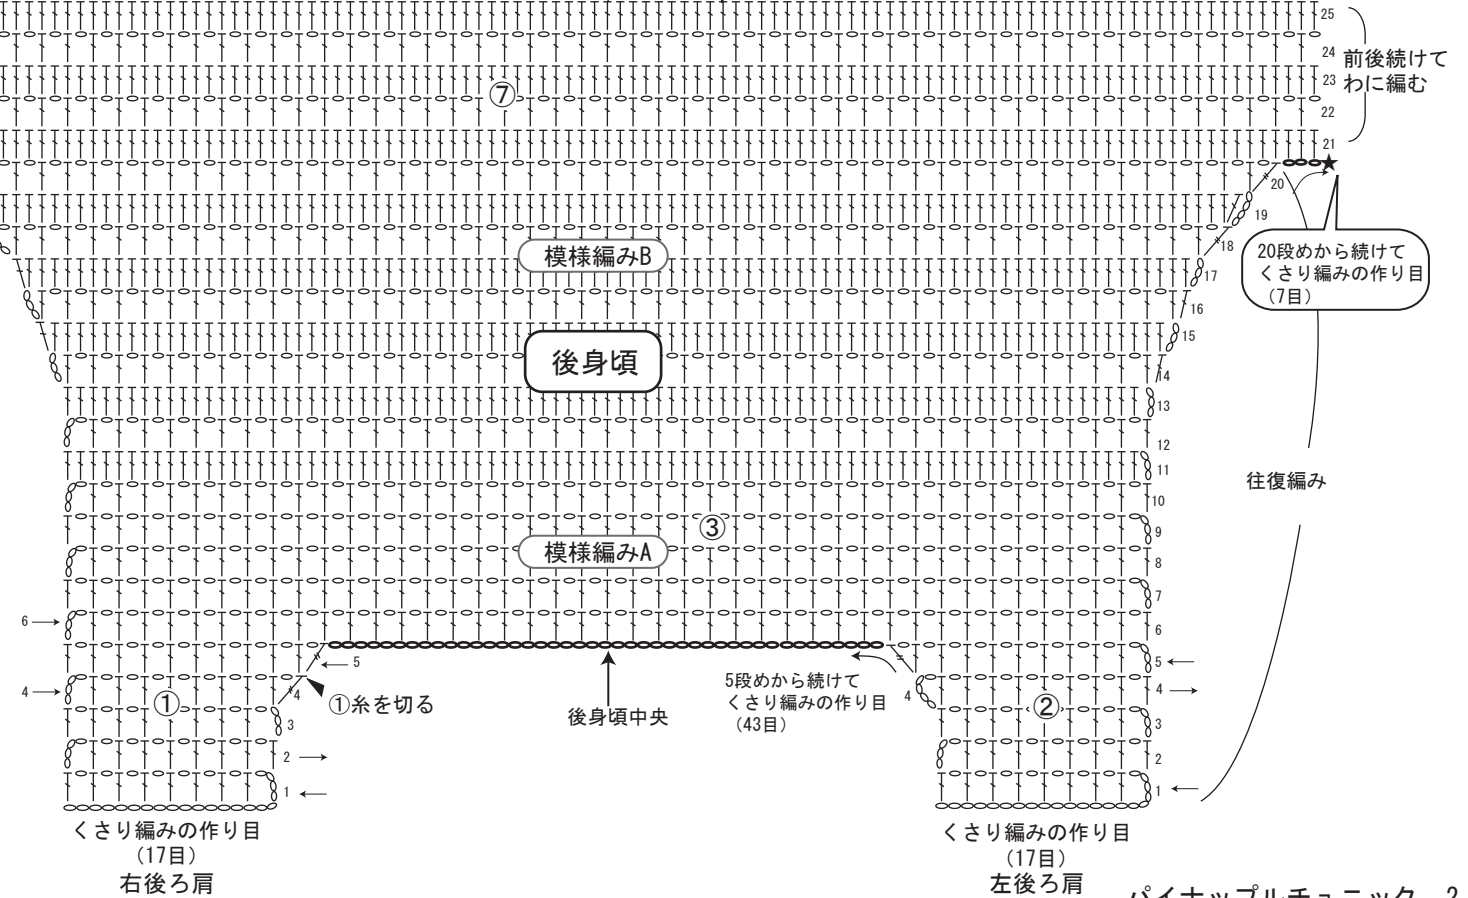 25
24
前後続けて
23
わに編む
⑦
22
21
20
19
18
模様編みB
20段めから続けて
くさり編みの作り目
(7目)
17
16
15
後身頃
14
13
12
11
往復編み
10
③
9
模様編みA
8
7
6
6
5
5
4
①
4
①糸を切る
後身頃中央
5段めから続けて
くさり編みの作り目
(43目)
4
②
4
3
3
2
2
1
1
くさり編みの作り目
(17目)
右後ろ肩
くさり編みの作り目
(17目)
左後ろ肩
パイナップルチュニック 2